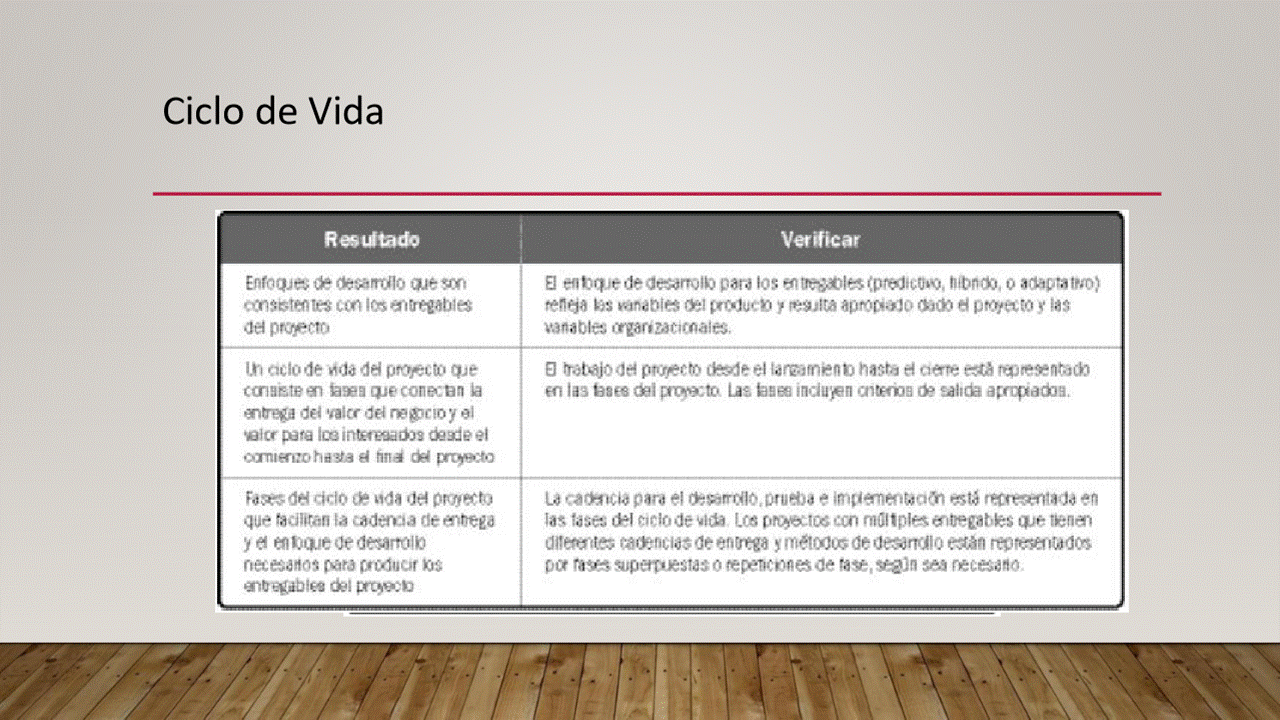 Ciclo de Vida
Resultado
Verificar
Enfoques de desarrollo que son
consistentes con los entregables
del proyecto
El enfoque de desarrollo para los entregables (predictivo, híbrido, o adaptativo)
refleja las variables del producto y resulta apropiado dado el proyecto y las
variables organizacionales.
Un ciclo de vida del proyecto que
consiste en fases que conectan la
entrega del valor del negocio y el
valor para los interesados desde el
comienzo hasta el final del proyecto
El trabajo del proyecto desde el lanzamiento hasta el cierre está representado
en las fases del proyecto. Las fases incluyen criterios de salida apropiados.
Fases del ciclo de vida del proyecto
que facilitan la cadencia de entrega
y el enfoque de desarrollo
necesarios para producir los
entregables del proyecto
La cadencia para el desarrollo, prueba e implementación está representada en
las fases del ciclo de vida. Los proyectos con múltiples entregables que tienen
diferentes cadencias de entrega y métodos de desarrollo están representados
por fases superpuestas o repeticiones de fase, según sea necesario.